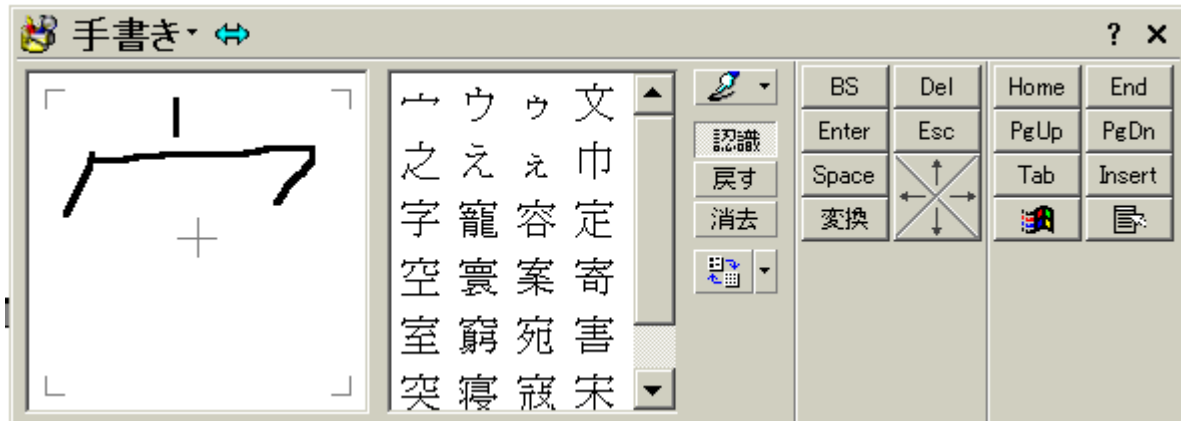 手書き
? ×
宀 ウ ゥ 文
之 え ぇ 巾
字 寵 容 定
空 寰 案 寄
室 窮 宛 害
突 寝 寇 宋
認識
戻す
消去
BS Del Home End
Enter Esc PgUp PgDn
Space ↑ Tab Insert
← →
変換 ↓